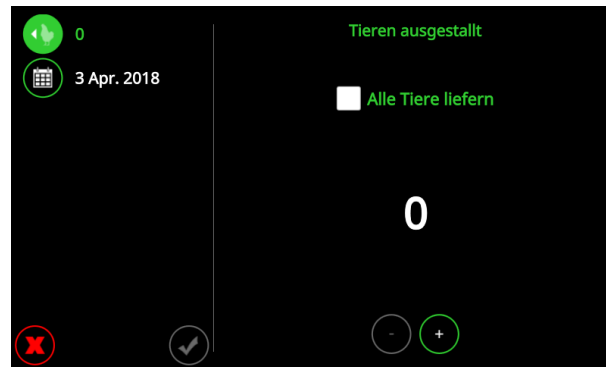 0
3 Apr. 2018
Tieren ausgestallt
Alle Tiere liefern
0
- +